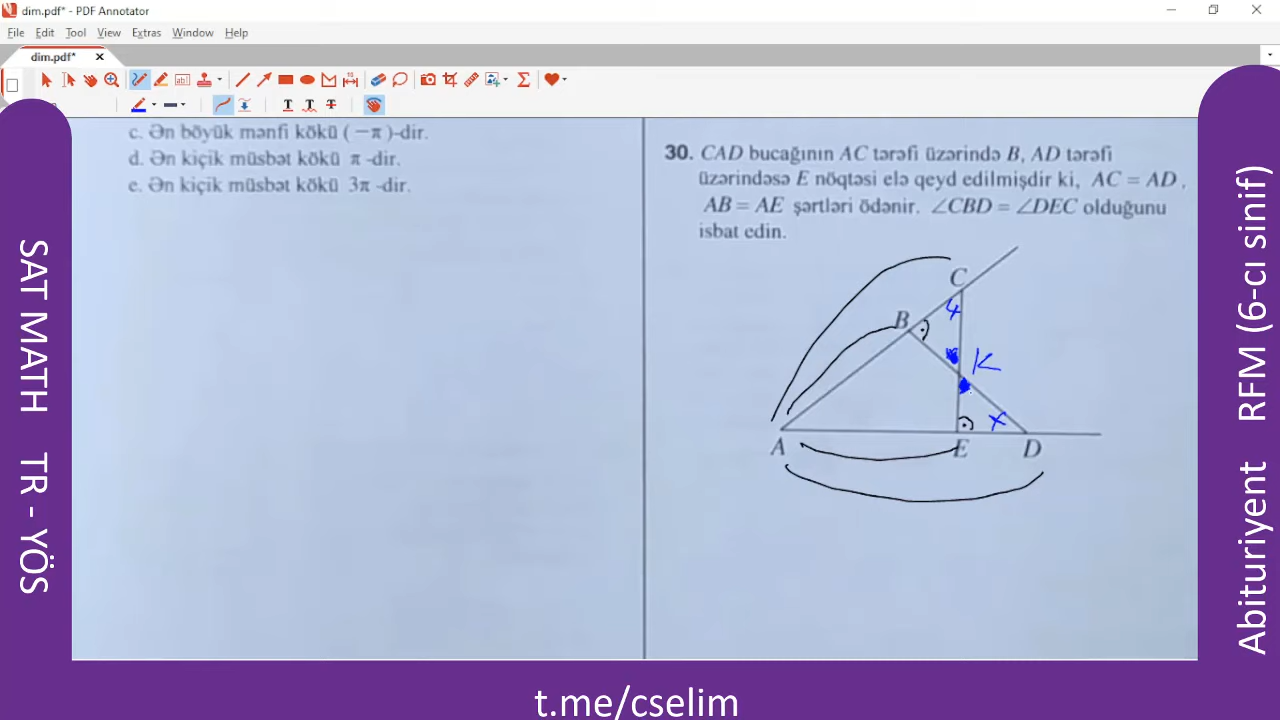 dim.pdf* - PDF Annotator
File Edit Tool View Extras Window Help
dim.pdf*
c. Ən böyük mənfi kökü (−π)-dir.
d. Ən kiçik müsbət kökü π -dir.
e. Ən kiçik müsbət kökü 3π -dir.
30. CAD bucağının AC tərəfi üzərində B, AD tərəfi
üzərindəsə E nöqtəsi elə qeyd edilmişdir ki, AC = AD ,
AB = AE şərtləri ödənir. ∠CBD = ∠DEC olduğunu
isbat edin.
C
B
K
x
A E D
SAT MATH TR - YÖS
Abituriyent RFM (6-cı sinif)
t.me/cselim